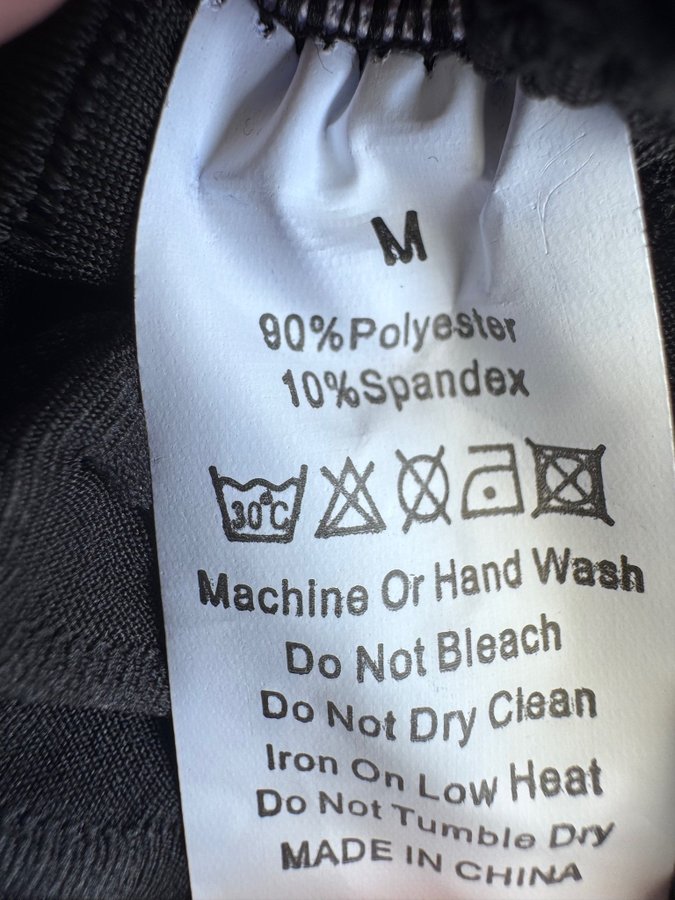 M
90%Polyester
10%Spandex
30°C
Machine Or Hand Wash
Do Not Bleach
Do Not Dry Clean
Iron On Low Heat
Do Not Tumble Dry
MADE IN CHINA